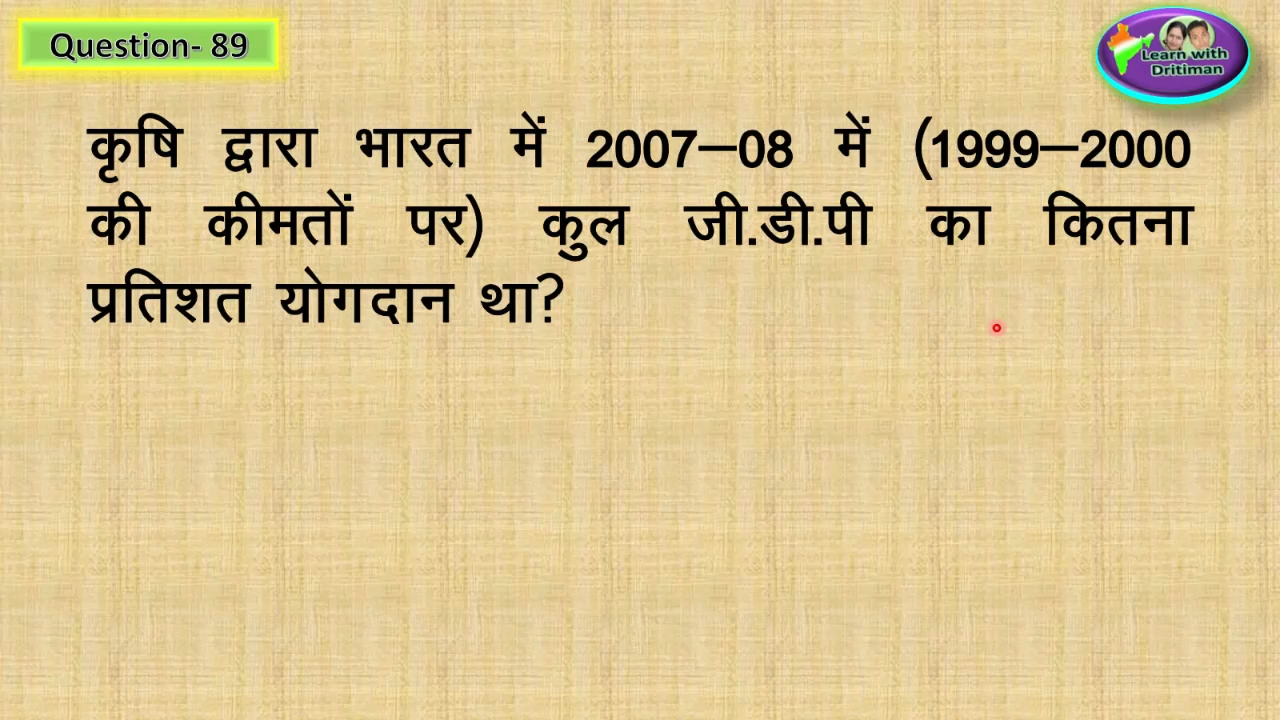 Question- 89
Learn with
Dritiman
कृषि द्वारा भारत में 2007–08 में (1999–2000
की कीमतों पर) कुल जी.डी.पी का कितना
प्रतिशत योगदान था?